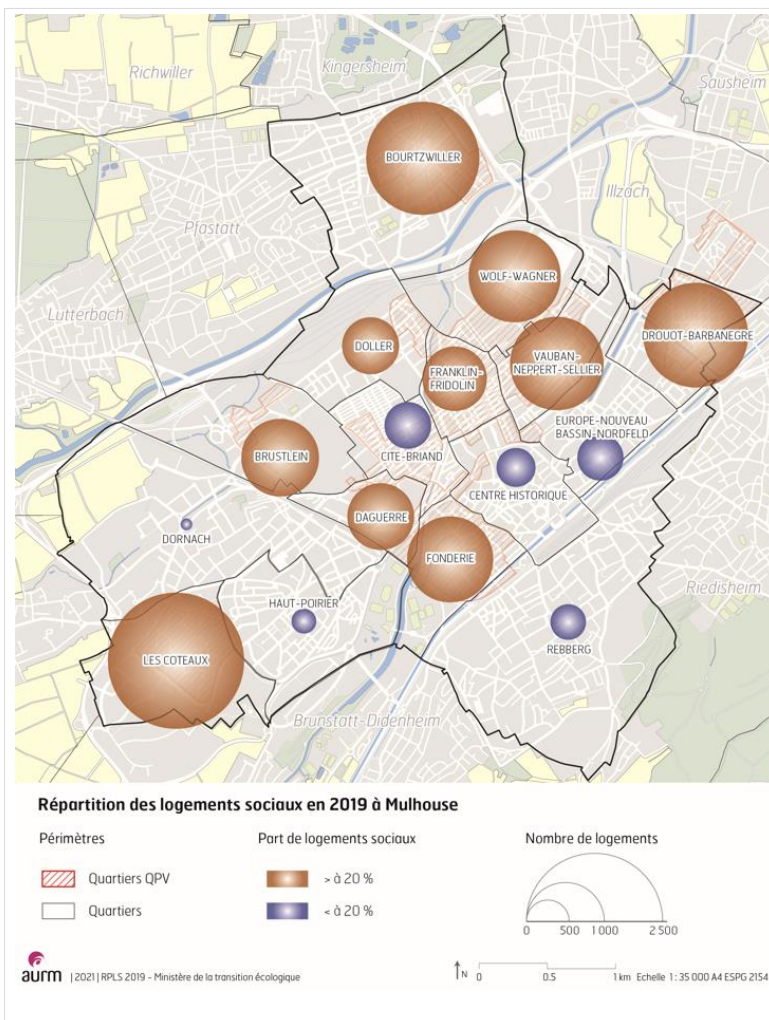 Richwiller
Kingersheim
Sausheim
BOURTZWILLER
Illzach
Pfastatt
WOLF-WAGNER
Lutterbach
DROUOT-BARBANEGRE
DOLLER
VAUBAN-
NEPPERT-SELLIER
FRANKLIN-
FRIDOLIN
EUROPE-NOUVEAU
BASSIN-NORDFELD
CITE-BRIAND
BRUSTLEIN
CENTRE HISTORIQUE
DAGUERRE
DORNACH
FONDERIE
Riedisheim
HAUT-POIRIER
REBBERG
LES COTEAUX
Brunstatt-Didenheim
Répartition des logements sociaux en 2019 à Mulhouse
Périmètres
Quartiers QPV
Quartiers
Part de logements sociaux
> à 20 %
< à 20 %
Nombre de logements
0 500 1 000 2 500
aurm | 2021 | RPLS 2019 - Ministère de la transition écologique
N 0 0.5 1 km Echelle 1 : 35 000 A4 ESPG 2154